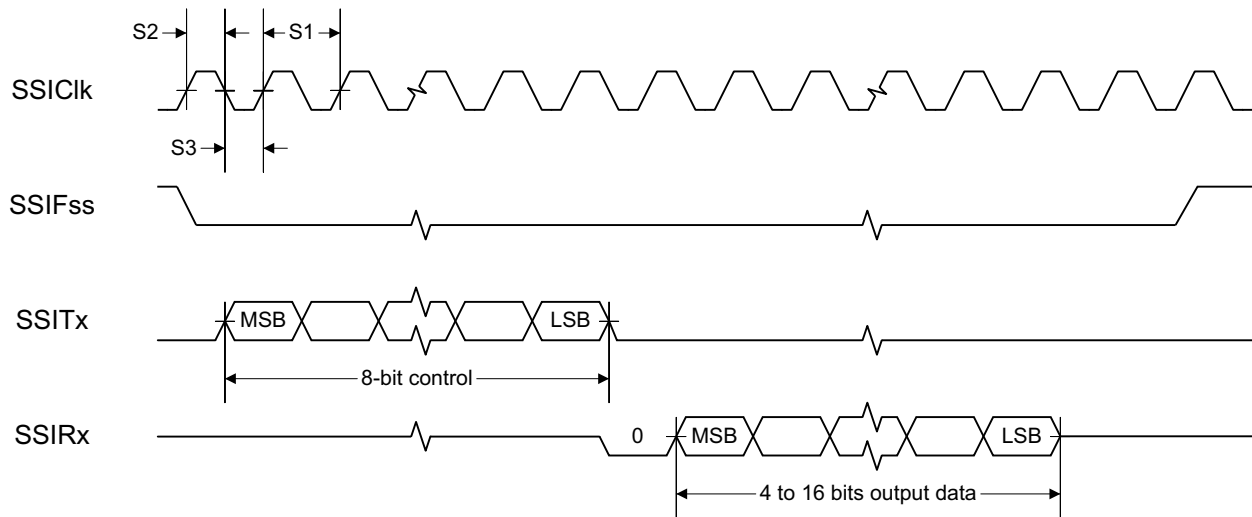 S2
S1
SSIClk
S3
SSIFss
SSITx
MSB
LSB
8-bit control
SSIRx
0
MSB
LSB
4 to 16 bits output data